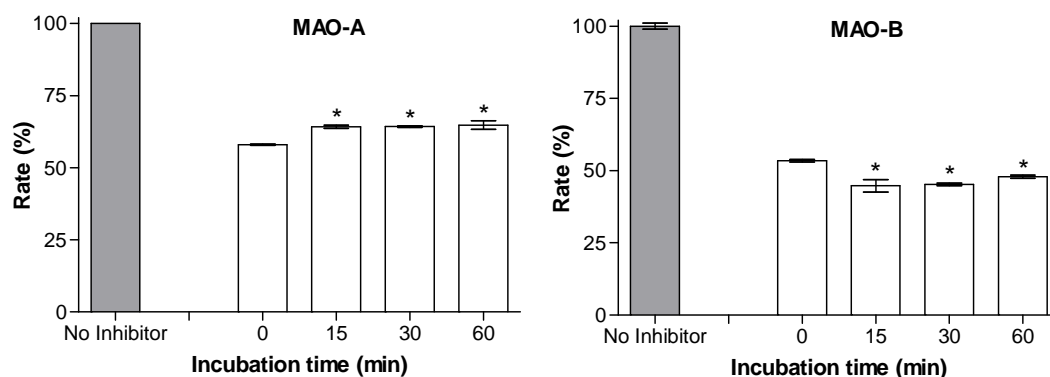 MAO-A
Rate (%)
100
75
50
25
0
* * *
No Inhibitor 0 15 30 60
Incubation time (min)
MAO-B
Rate (%)
100
75
50
25
0
* * *
No Inhibitor 0 15 30 60
Incubation time (min)